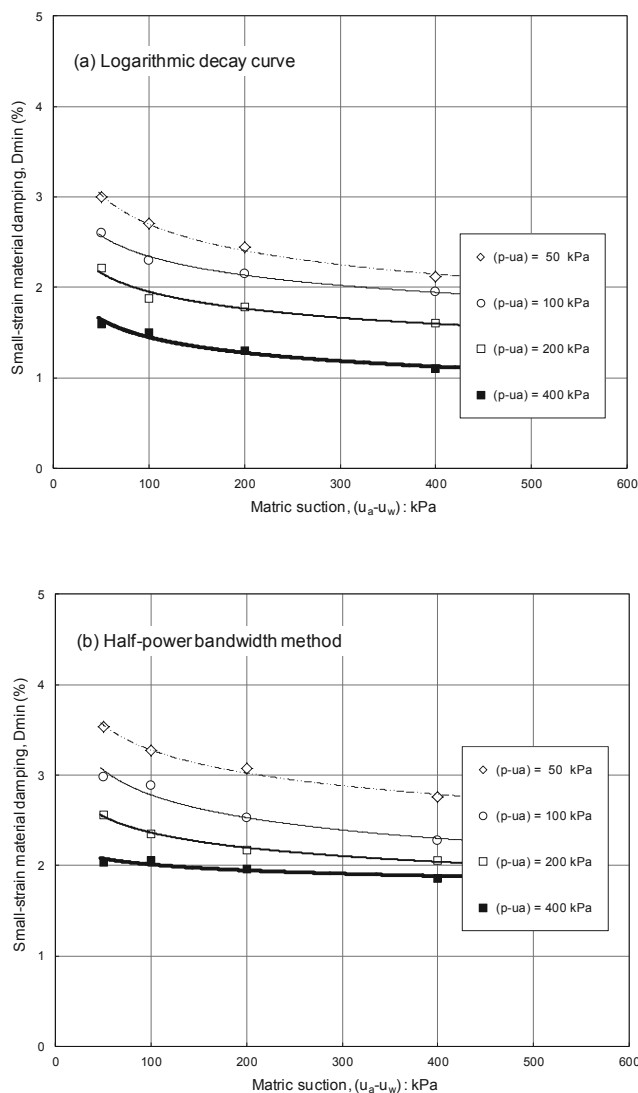 (a) Logarithmic decay curve
Small-strain material damping, Dmin (%)
5
4
3
2
1
0
(p-ua) = 50 kPa
(p-ua) = 100 kPa
(p-ua) = 200 kPa
(p-ua) = 400 kPa
0 100 200 300 400 500 600
Matric suction, (ua-uw) : kPa
(b) Half-power bandwidth method
Small-strain material damping, Dmin (%)
5
4
3
2
1
0
(p-ua) = 50 kPa
(p-ua) = 100 kPa
(p-ua) = 200 kPa
(p-ua) = 400 kPa
0 100 200 300 400 500 600
Matric suction, (ua-uw) : kPa